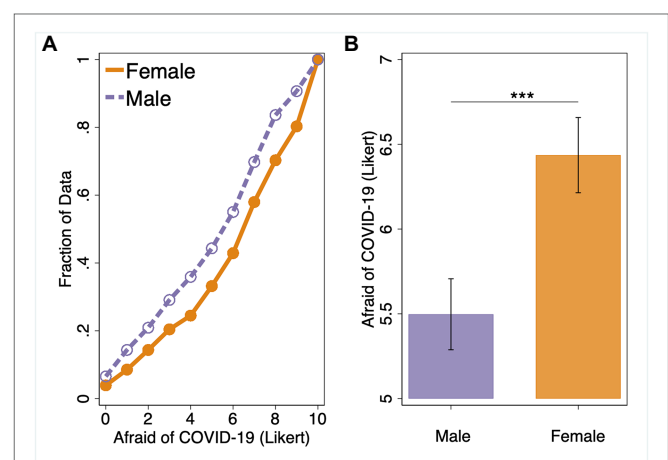 A
Female
Male
Fraction of Data
1
.8
.6
.4
.2
0
0 2 4 6 8 10
Afraid of COVID-19 (Likert)
B
***
Afraid of COVID-19 (Likert)
7
6.5
6
5.5
5
Male Female